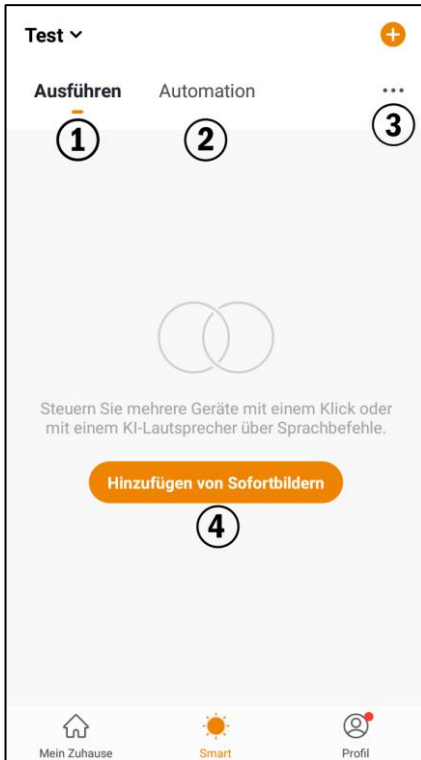 Test
Ausführen Automation ...
1 2 3
Steuern Sie mehrere Geräte mit einem Klick oder
mit einem KI-Lautsprecher über Sprachbefehle.
Hinzufügen von Sofortbildern
4
Mein Zuhause Smart Profil